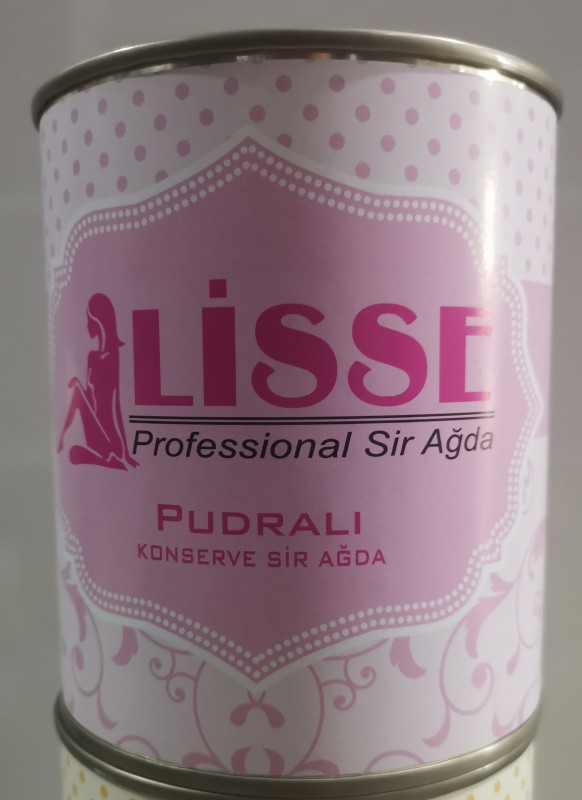 LİSSE
Professional Sir Ağda
PUDRALI
KONSERVE SİR AĞDA